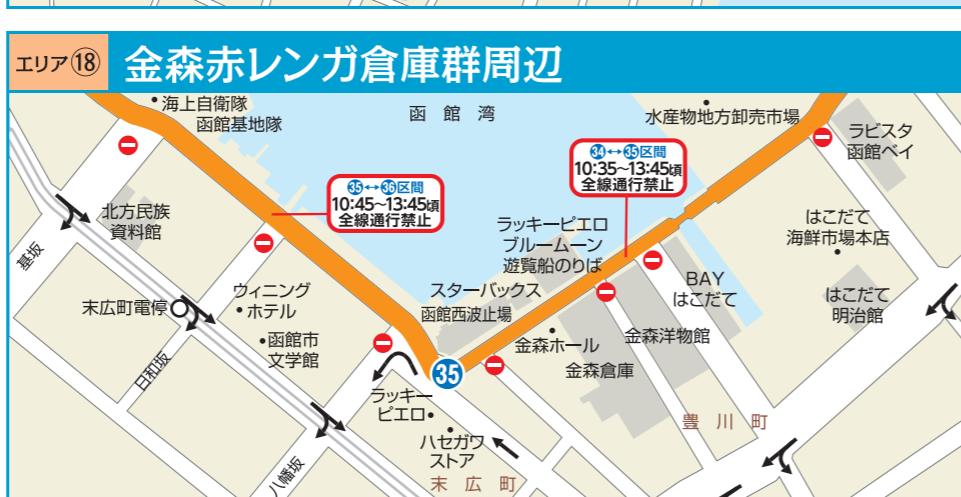 エリア⑱ 金森赤レンガ倉庫群周辺
海上自衛隊
函館基地隊
函館湾
水産物地方卸売市場
ラビスタ
函館ベイ
㉞↔㉟区間
10:35~13:45頃
全線通行禁止
㉟↔㊱区間
10:45~13:45頃
全線通行禁止
北方民族
資料館
基坂
ラッキーピエロ
ブルームーン
遊覧船のりば
はこだて
海鮮市場本店
BAY
はこだて
スターバックス
函館西波止場
末広町電停
ウィニング
ホテル
函館市
文学館
はこだて
明治館
金森洋物館
金森ホール
金森倉庫
日和坂
35
ラッキー
ピエロ
豊川町
ハセガワ
ストア
八幡坂
末広町